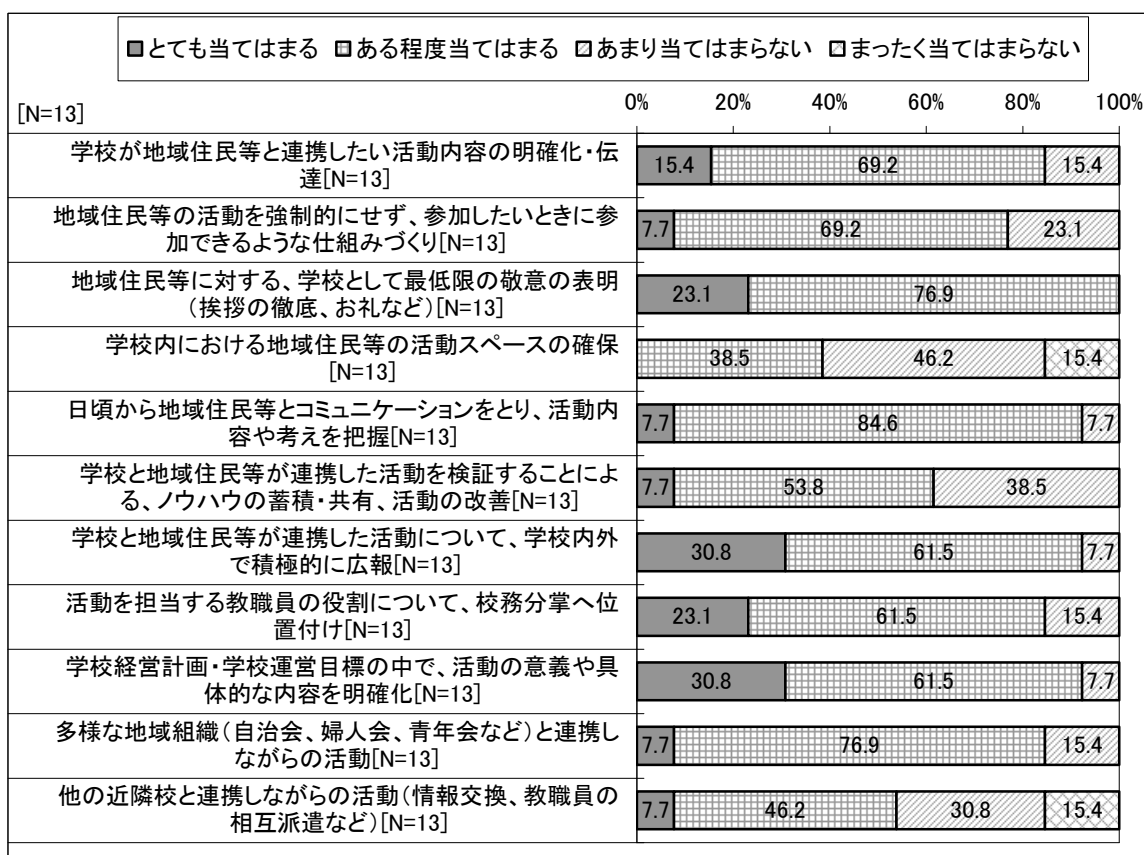 とても当てはまる ある程度当てはまる あまり当てはまらない まったく当てはまらない
[N=13]
0% 20% 40% 60% 80% 100%
学校が地域住民等と連携したい活動内容の明確化・伝
達[N=13]
15.4 69.2 15.4
地域住民等の活動を強制的にせず、参加したいときに参
加できるような仕組みづくり[N=13]
7.7 69.2 23.1
地域住民等に対する、学校として最低限の敬意の表明
(挨拶の徹底、お礼など)[N=13]
23.1 76.9
学校内における地域住民等の活動スペースの確保
[N=13]
38.5 46.2 15.4
日頃から地域住民等とコミュニケーションをとり、活動内
容や考えを把握[N=13]
7.7 84.6 7.7
学校と地域住民等が連携した活動を検証することによ
る、ノウハウの蓄積・共有、活動の改善[N=13]
7.7 53.8 38.5
学校と地域住民等が連携した活動について、学校内外
で積極的に広報[N=13]
30.8 61.5 7.7
活動を担当する教職員の役割について、校務分掌へ位
置付け[N=13]
23.1 61.5 15.4
学校経営計画・学校運営目標の中で、活動の意義や具
体的な内容を明確化[N=13]
30.8 61.5 7.7
多様な地域組織(自治会、婦人会、青年会など)と連携し
ながらの活動[N=13]
7.7 76.9 15.4
他の近隣校と連携しながらの活動(情報交換、教職員の
相互派遣など)[N=13]
7.7 46.2 30.8 15.4